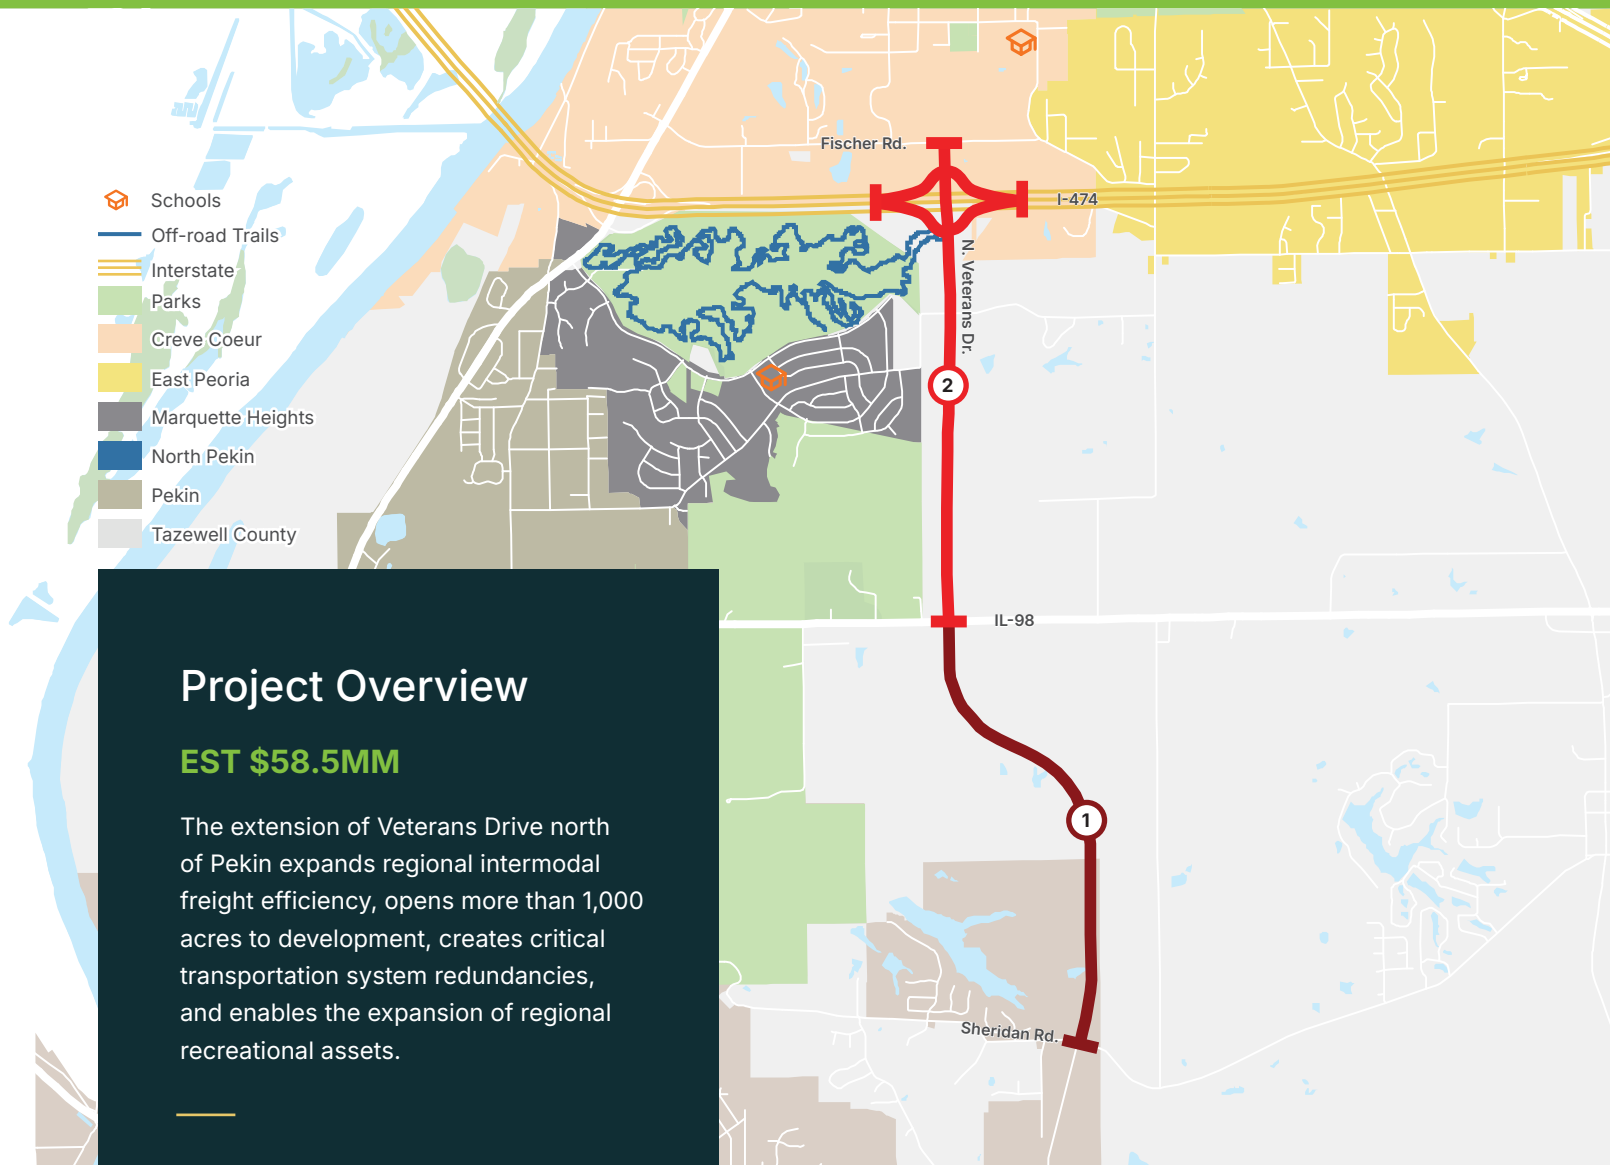 Fischer Rd.
I-474
Schools
Off-road Trails
Interstate
Parks
Creve Coeur
East Peoria
Marquette Heights
North Pekin
Pekin
Tazewell County
N. Veterans Dr.
2
IL-98
Project Overview
EST $58.5MM
The extension of Veterans Drive north
of Pekin expands regional intermodal
freight efficiency, opens more than 1,000
acres to development, creates critical
transportation system redundancies,
and enables the expansion of regional
recreational assets.
1
Sheridan Rd.